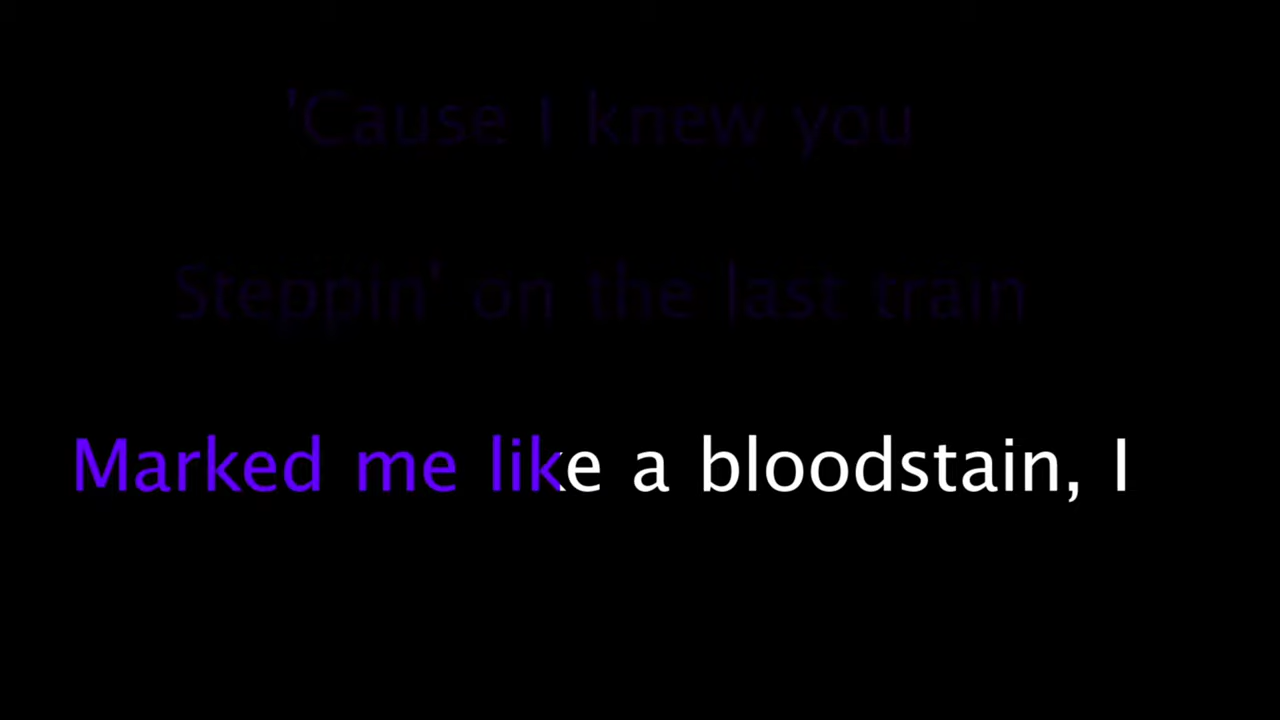 'Cause I knew you
Steppin' on the last train
Marked me like a bloodstain, I